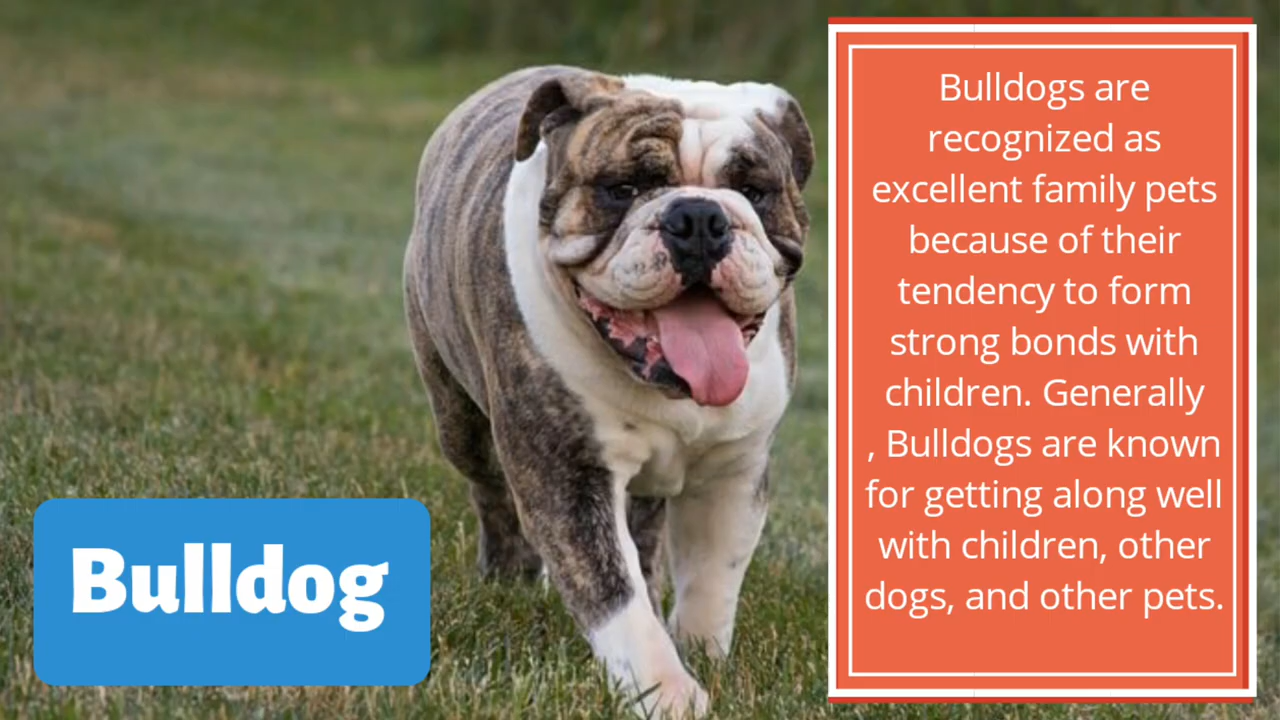 Bulldogs are
recognized as
excellent family pets
because of their
tendency to form
strong bonds with
children. Generally
, Bulldogs are known
for getting along well
with children, other
dogs, and other pets.
Bulldog